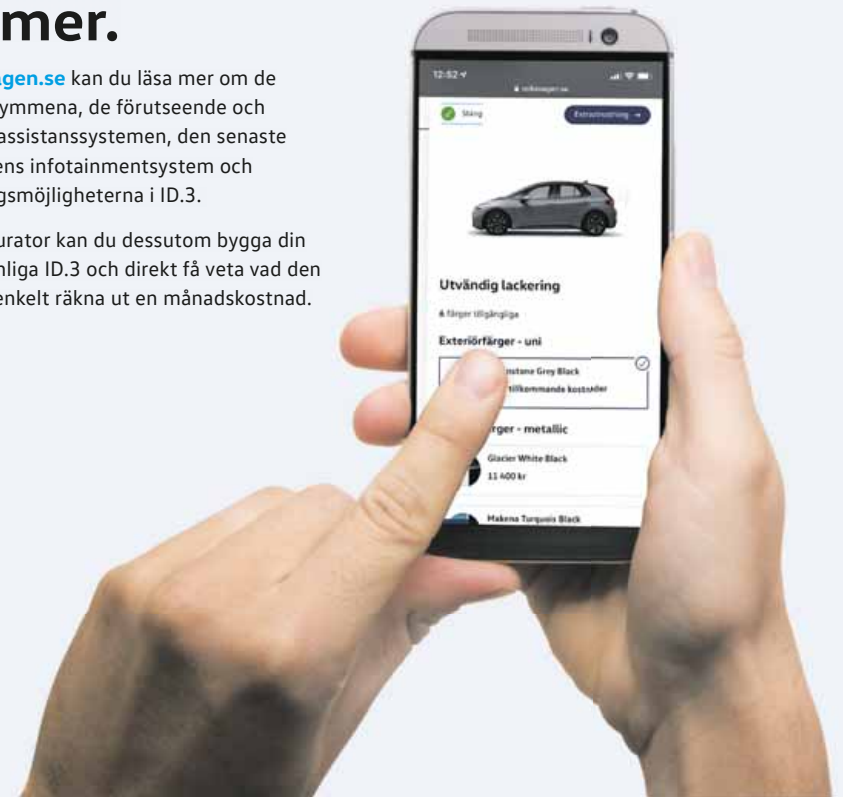 mer.
agen.se kan du läsa mer om de
ymmena, de förutseende och
assistanssystemen, den senaste
ens infotainmentsystem och
gsmöjligheterna i ID.3.
urator kan du dessutom bygga din
nliga ID.3 och direkt få veta vad den
enkelt räkna ut en månadskostnad.
12:52
volkswagen.se
Stäng
Extrautrustning →
Utvändig lackering
6 färger tillgängliga
Exteriörfärger - uni
nstone Grey Black
tillkommande kostnader
rger - metallic
Glacier White Black
11 400 kr
Makena Turquois Black